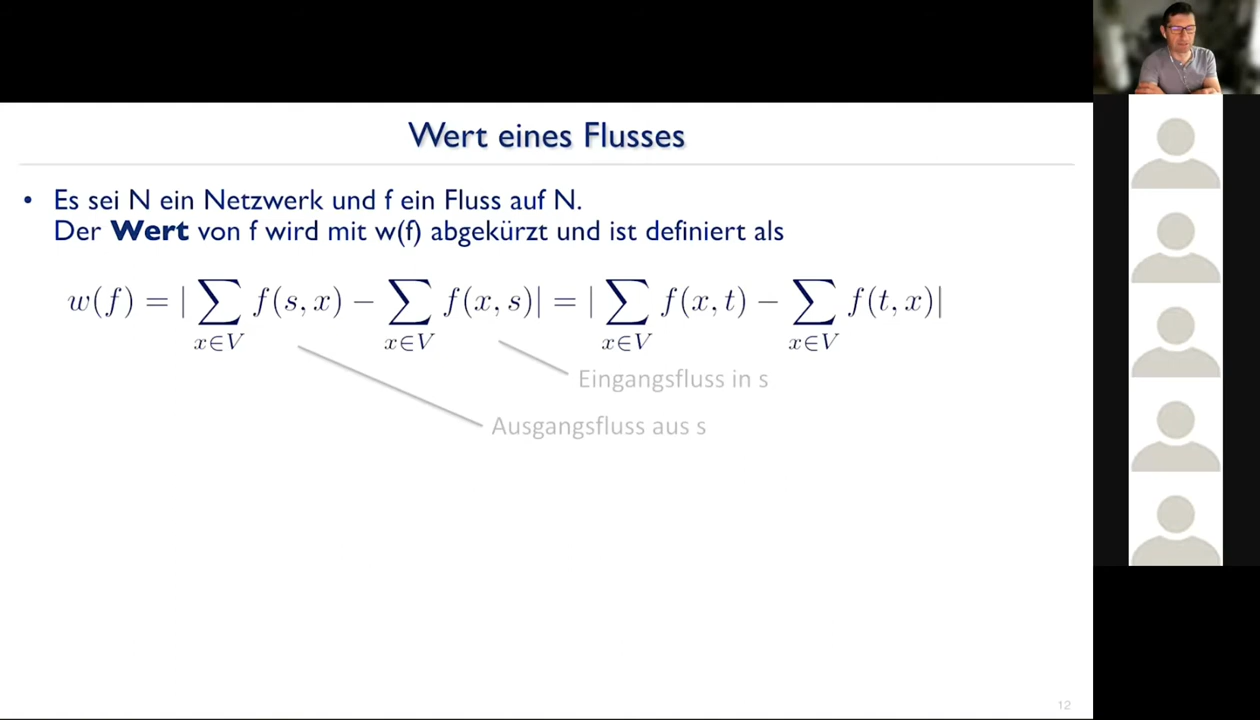 Wert eines Flusses
• Es sei N ein Netzwerk und f ein Fluss auf N.
Der Wert von f wird mit w(f) abgekürzt und ist definiert als
w(f) = | ∑_{x∈V} f(s, x) − ∑_{x∈V} f(x, s)| = | ∑_{x∈V} f(x, t) − ∑_{x∈V} f(t, x)|
Eingangsfluss in s
Ausgangsfluss aus s
12